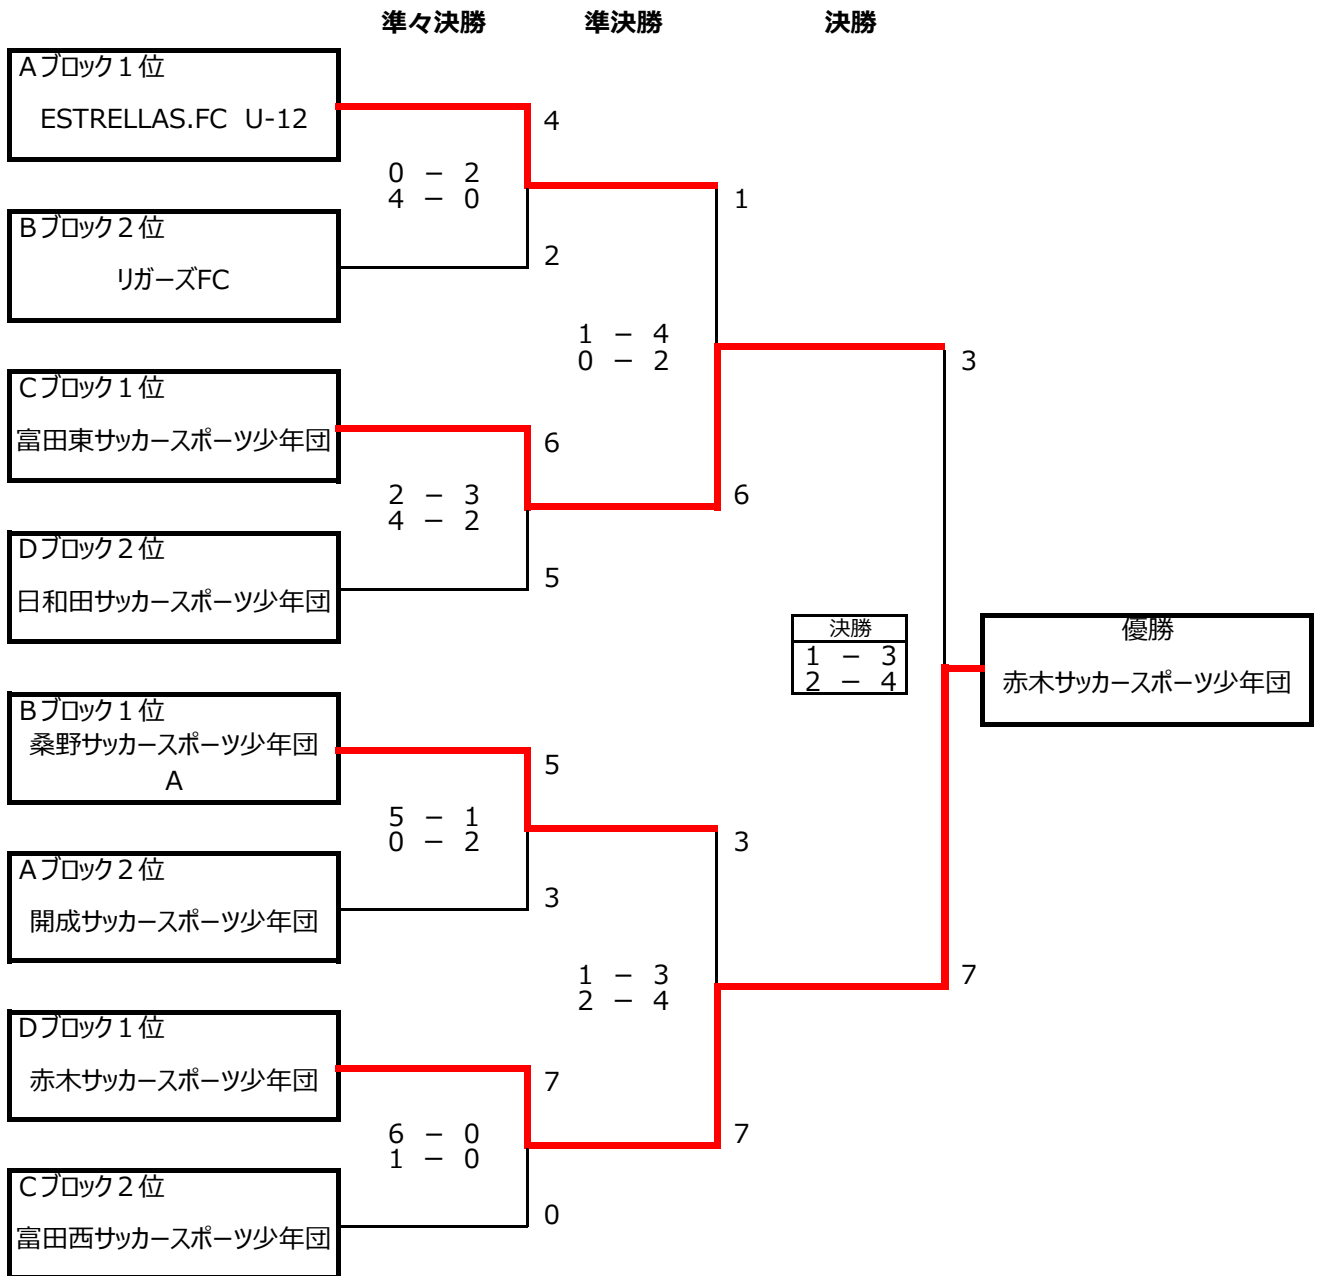 準々決勝 準決勝 決勝
Aブロック1位
ESTRELLAS.FC U-12
4
0 － 2
4 － 0
1
Bブロック2位
リガーズFC
2
1 － 4
0 － 2
3
Cブロック1位
富田東サッカースポーツ少年団
6
2 － 3
4 － 2
6
Dブロック2位
日和田サッカースポーツ少年団
5
決勝
1 － 3
2 － 4
優勝
赤木サッカースポーツ少年団
Bブロック1位
桑野サッカースポーツ少年団
A
5
5 － 1
0 － 2
3
Aブロック2位
開成サッカースポーツ少年団
3
1 － 3
2 － 4
7
Dブロック1位
赤木サッカースポーツ少年団
7
6 － 0
1 － 0
7
Cブロック2位
富田西サッカースポーツ少年団
0